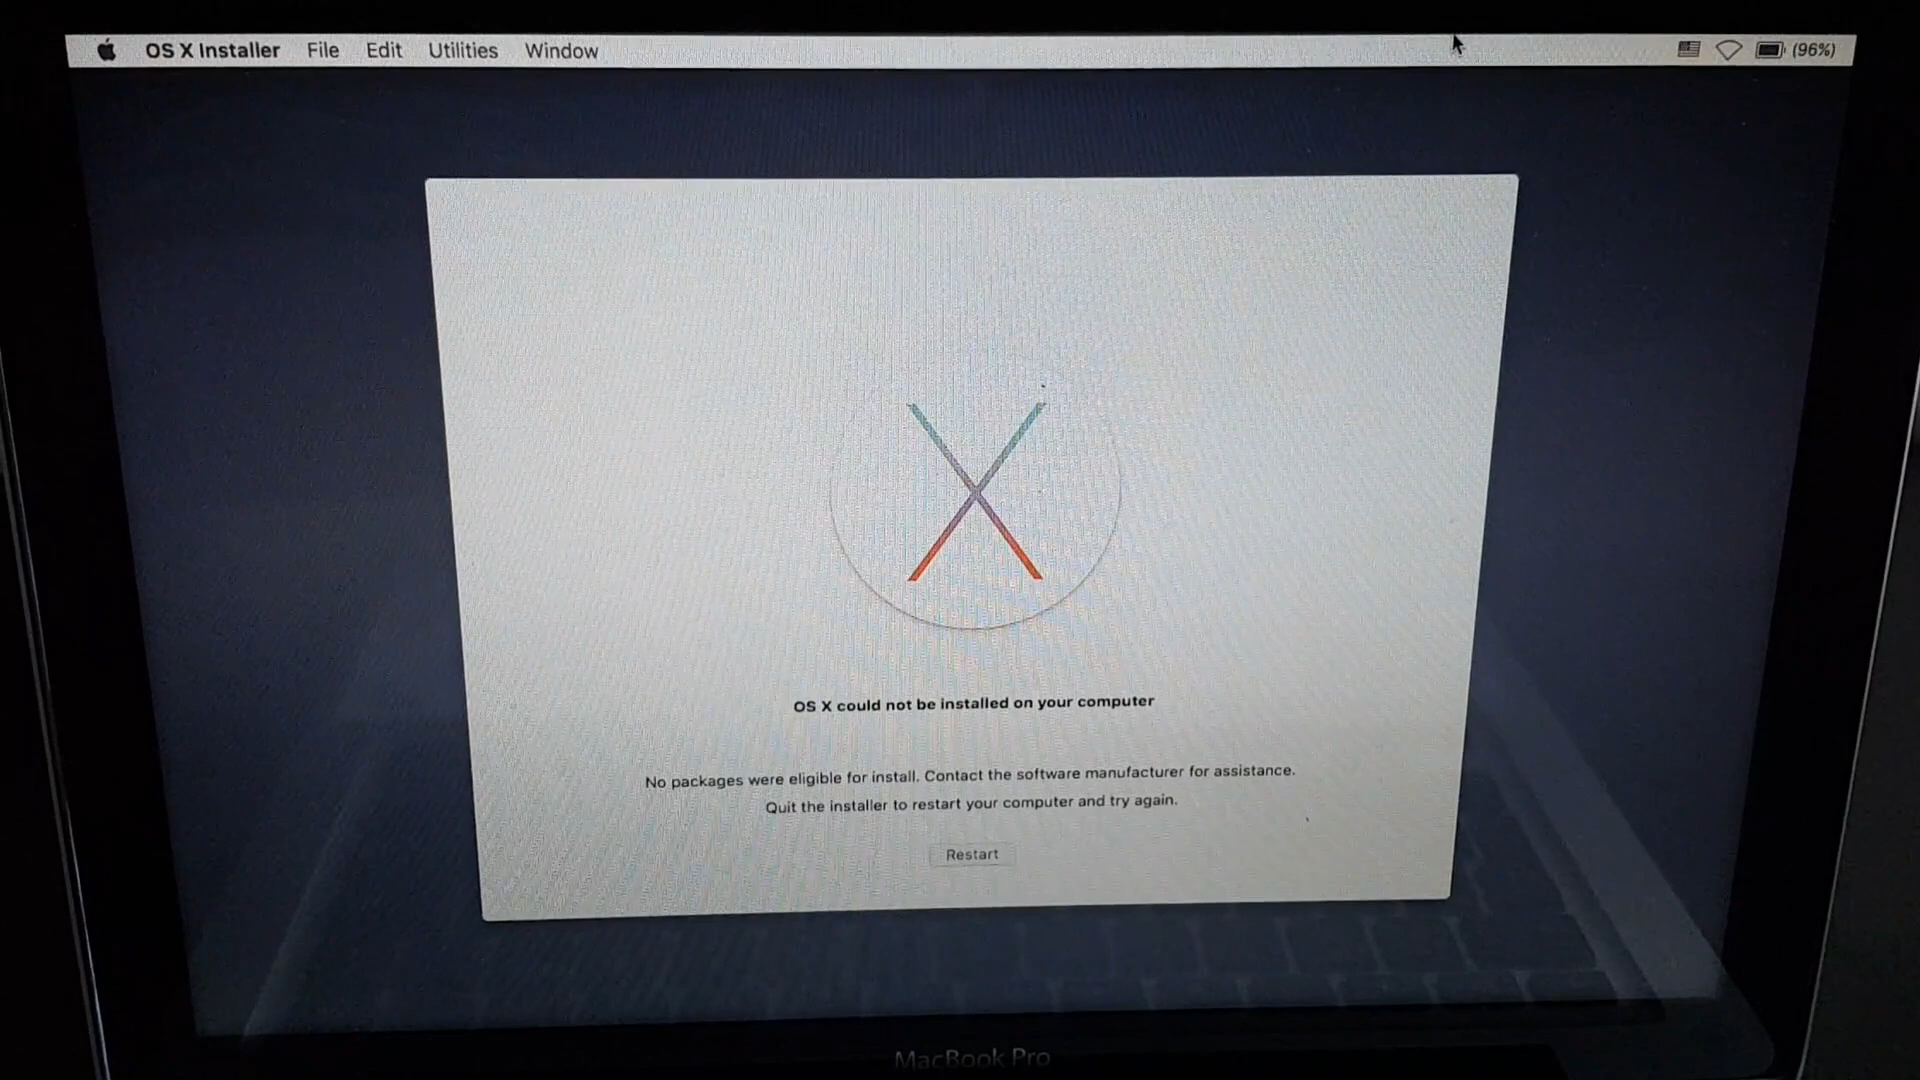 OS X Installer File Edit Utilities Window (96%)
OS X could not be installed on your computer
No packages were eligible for install. Contact the software manufacturer for assistance.
Quit the installer to restart your computer and try again.
Restart
MacBook Pro